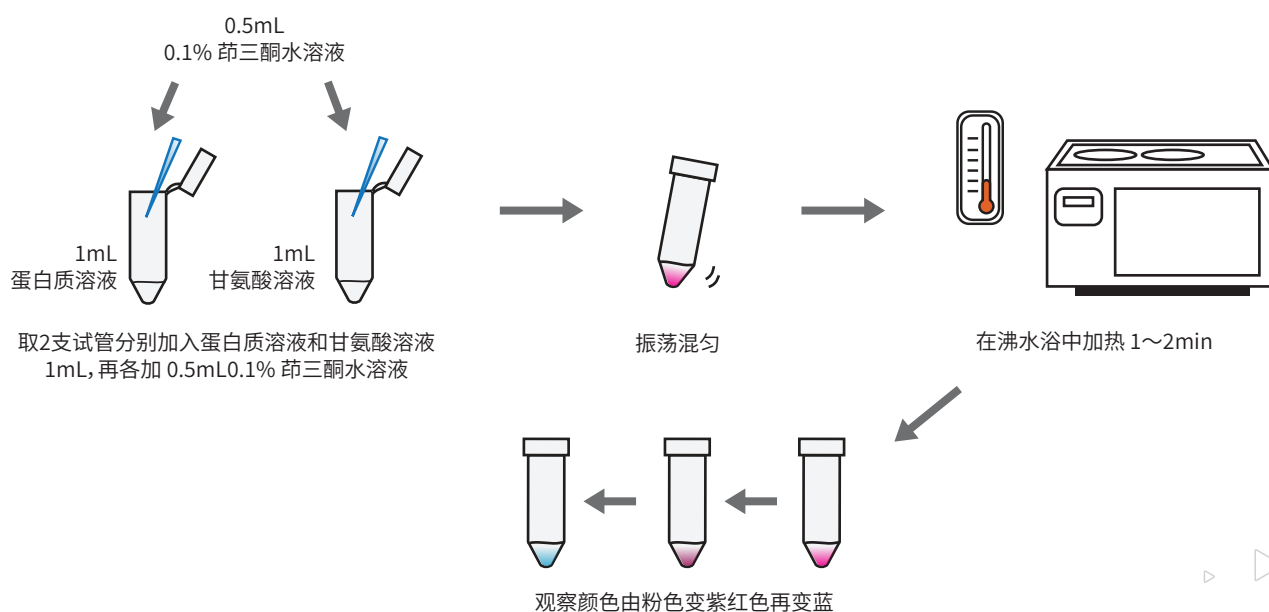 0.5mL
0.1% 茚三酮水溶液
1mL
蛋白质溶液
1mL
甘氨酸溶液
取2支试管分别加入蛋白质溶液和甘氨酸溶液
1mL，再各加 0.5mL0.1% 茚三酮水溶液
振荡混匀
在沸水浴中加热 1～2min
观察颜色由粉色变紫红色再变蓝